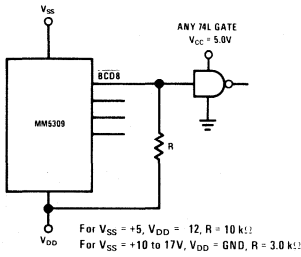 VSS
ANY 74L GATE
VCC = 5.0V
BCD8
MM5309
R
VDD
For VSS = +5, VDD = 12, R = 10 kΩ
For VSS = +10 to 17V, VDD = GND, R = 3.0 kΩ